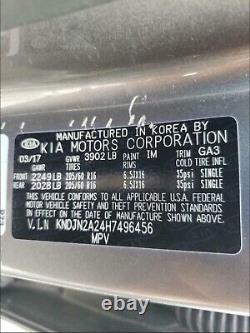 MANUFACTURED IN KOREA BY
KIA KIA MOTORS CORPORATION
03/17 GVWR 3902 LB PAINT IM TRIM GA3
GAWR COLD TIRE INFL
FRONT 2249 LB 205/60 R16 6.5JX16 35psi SINGLE
REAR 2028 LB 205/60 R16 6.5JX16 35psi SINGLE
THIS VEHICLE CONFORMS TO ALL APPLICABLE U.S. FEDERAL
MOTOR VEHICLE SAFETY AND THEFT PREVENTION STANDARDS
IN EFFECT ON THE DATE OF MANUFACTURE SHOWN ABOVE.
V.I.N KNDJN2A24H7496456
MPV